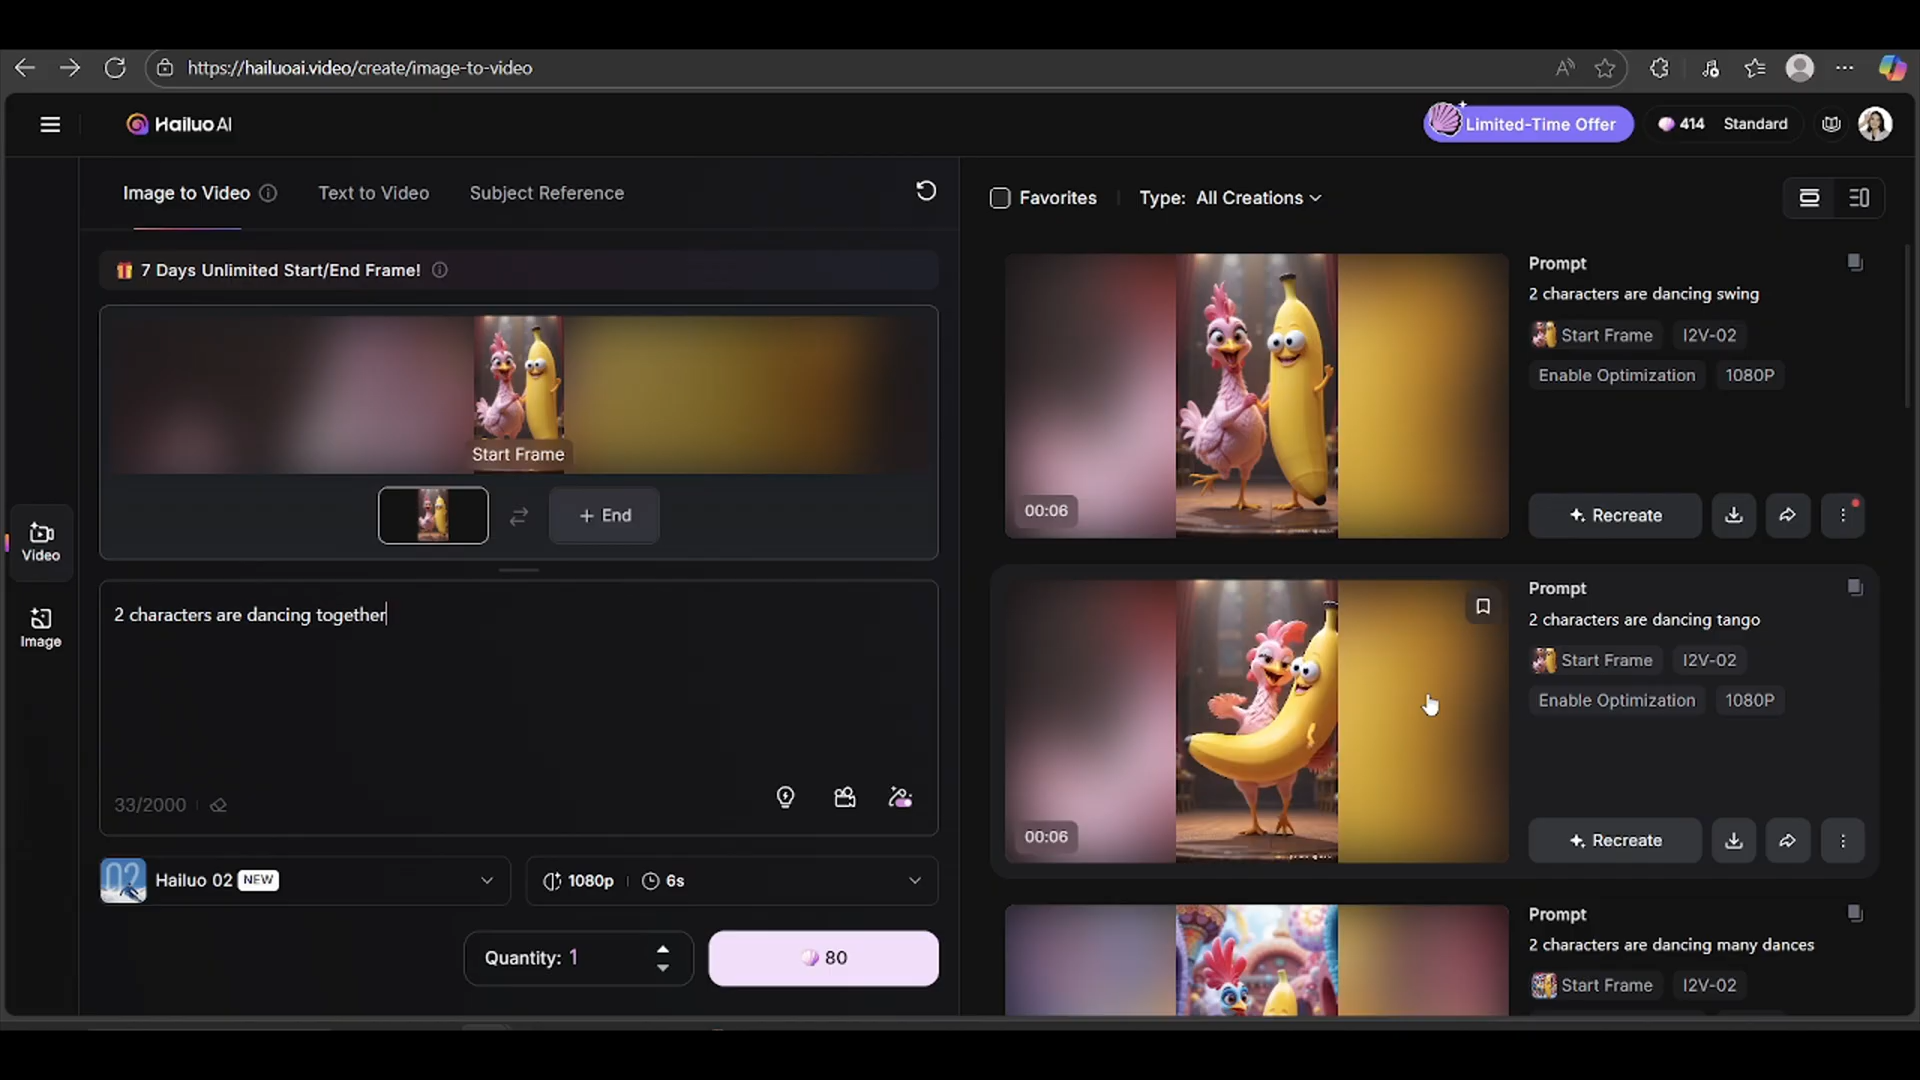 https://hailuoai.video/create/image-to-video
Hailuo AI
Limited-Time Offer
414 Standard
Image to Video
Text to Video
Subject Reference
7 Days Unlimited Start/End Frame!
Start Frame
+ End
Video
Image
2 characters are dancing together
33/2000
02
Hailuo 02 NEW
1080p
6s
Quantity: 1
80
Favorites
Type: All Creations
00:06
Prompt
2 characters are dancing swing
Start Frame
I2V-02
Enable Optimization
1080P
Recreate
00:06
Prompt
2 characters are dancing tango
Start Frame
I2V-02
Enable Optimization
1080P
Recreate
Prompt
2 characters are dancing many dances
Start Frame
I2V-02